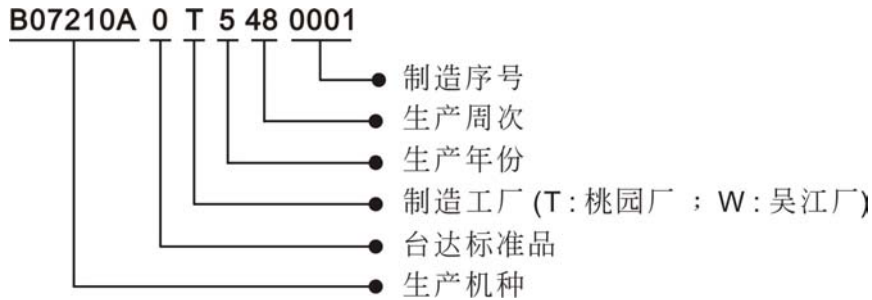 B07210A 0 T 5 48 0001
制造序号
生产周次
生产年份
制造工厂 (T : 桃园厂 ； W : 吴江厂)
台达标准品
生产机种